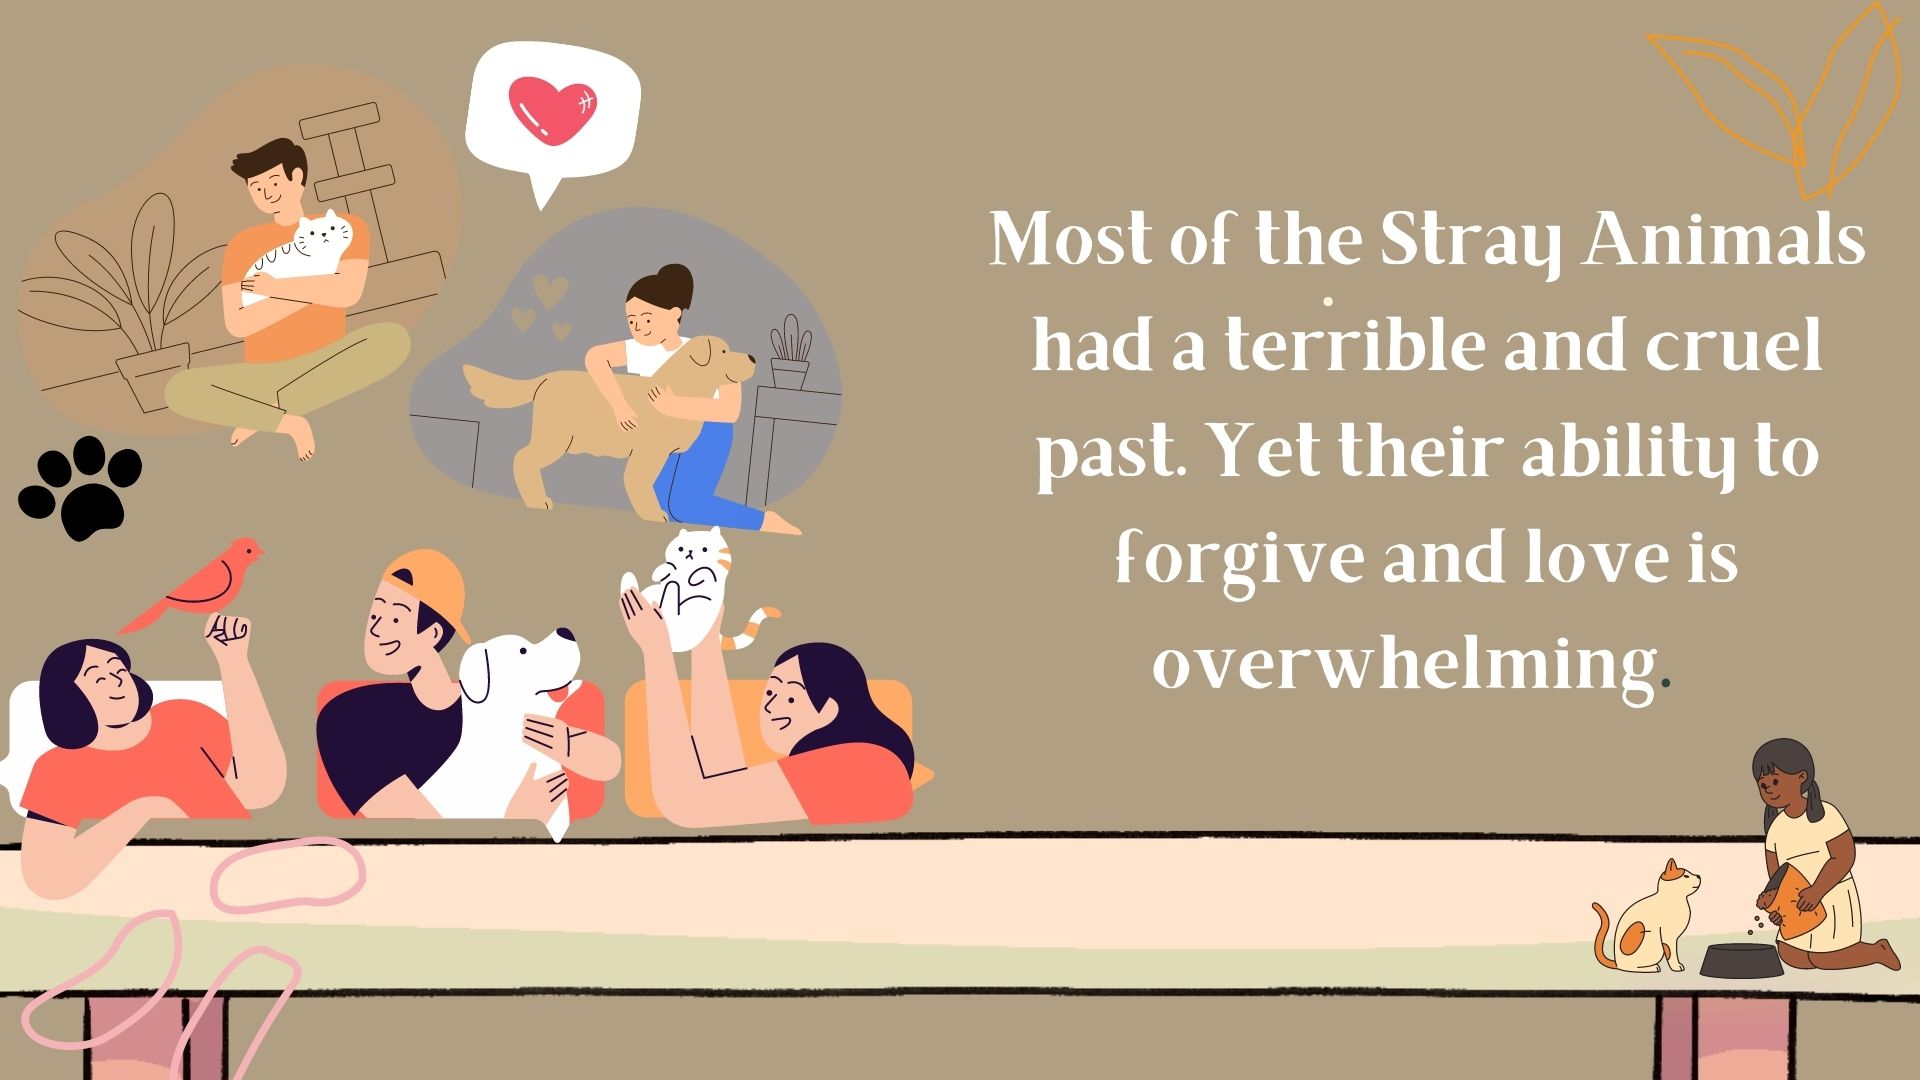 Most of the Stray Animals
had a terrible and cruel
past. Yet their ability to
forgive and love is
overwhelming.